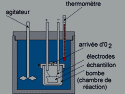 thermomètre
agitateur
arrivée d'O2
électrodes
échantillon
bombe
(chambre de
réaction)